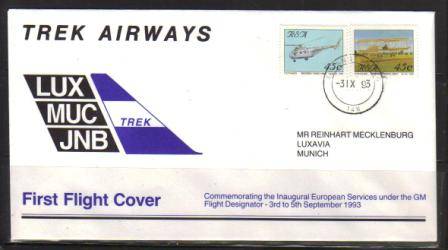 TREK AIRWAYS
RSA
45c
RSA
45c
-3 IX 93
LUX
MUC
JNB
TREK
MR REINHART MECKLENBURG
LUXAVIA
MUNICH
First Flight Cover
Commemorating the Inaugural European Services under the GM
Flight Designator - 3rd to 5th September 1993